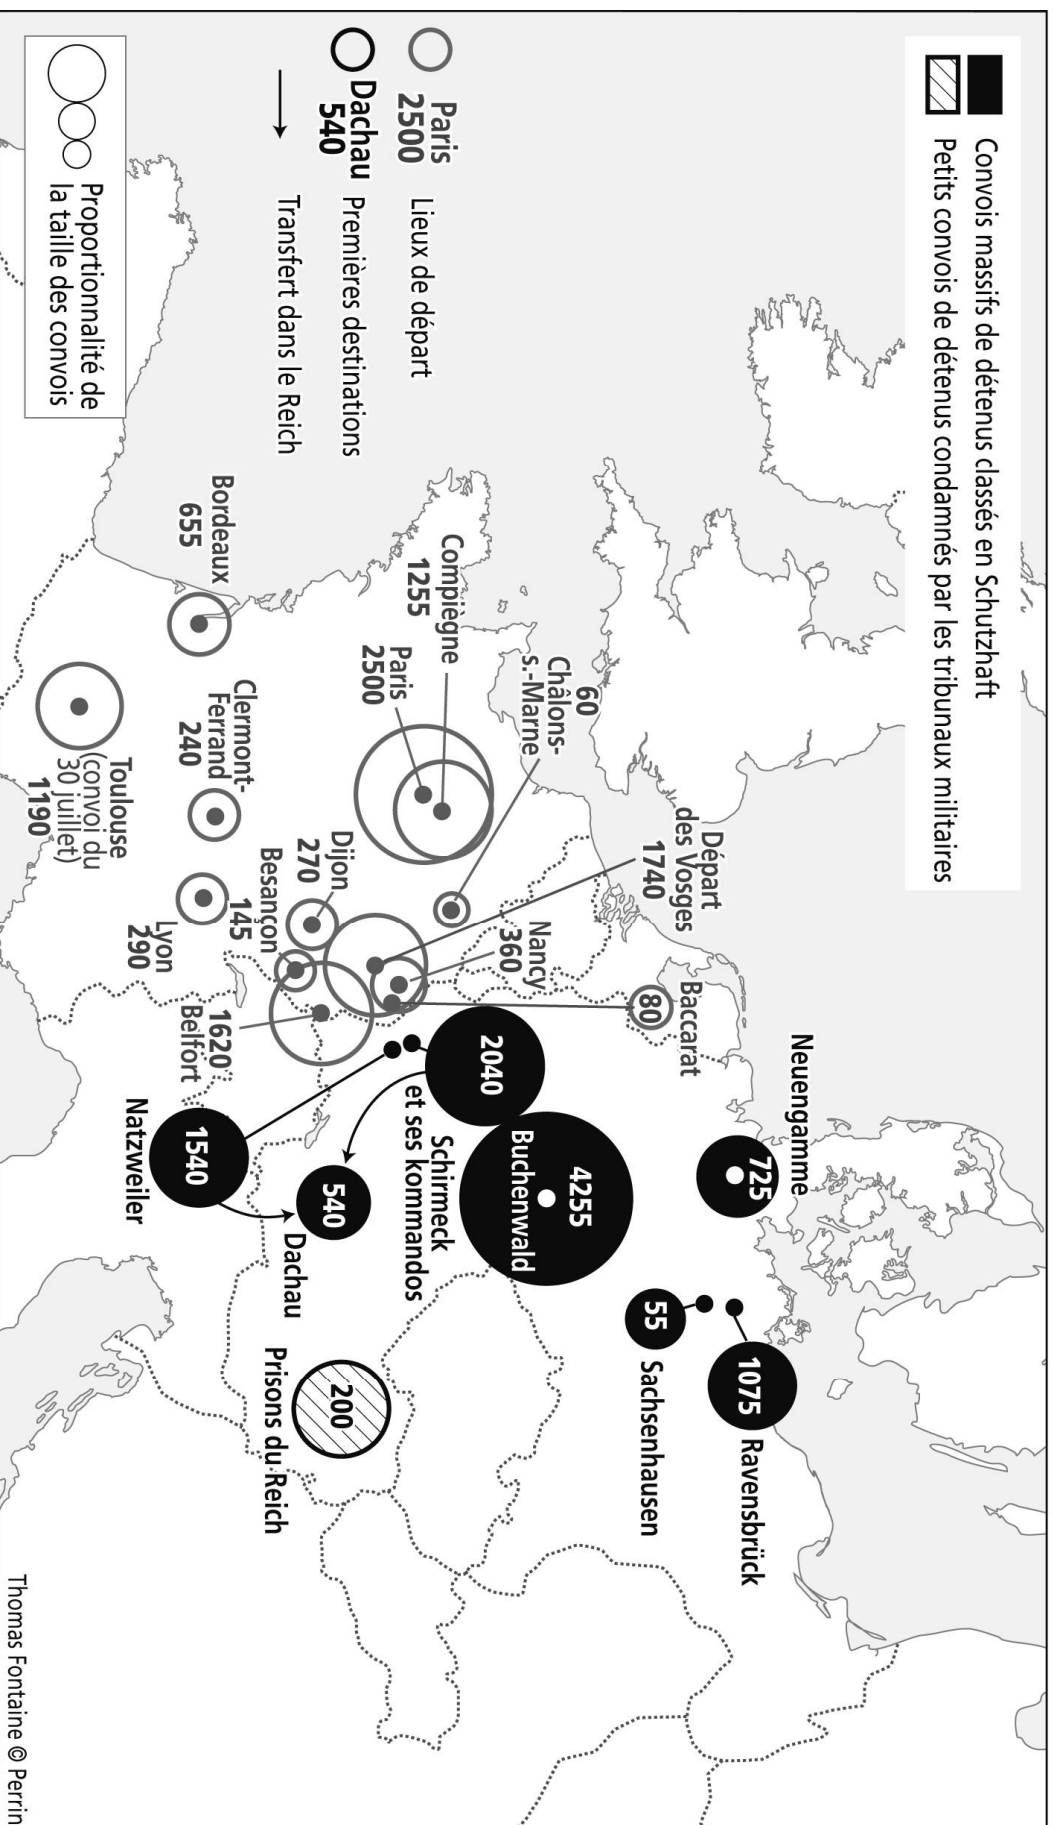 Convois massifs de détenus classés en Schutzhaft
Petits convois de détenus condamnés par les tribunaux militaires
Paris
2500
Lieux de départ
Dachau
540
Premières destinations
Transfert dans le Reich
Proportionnalité de
la taille des convois
Neuengamme
725
1075
Ravensbrück
55
Sachsenhausen
Baccarat
80
Départ
des Vosges
1740
60
Châlons-
s.-Marne
Nancy
360
4255
Buchenwald
2040
Schirmeck
et ses kommandos
Compiègne
1255
Paris
2500
Dijon
270
145
Besançon
1620
Belfort
540
Dachau
200
Prisons du Reich
1540
Natzweiler
Bordeaux
655
Clermont-
Ferrand
240
Lyon
290
Toulouse
(convoi du
30 juillet)
1190
Thomas Fontaine © Perrin